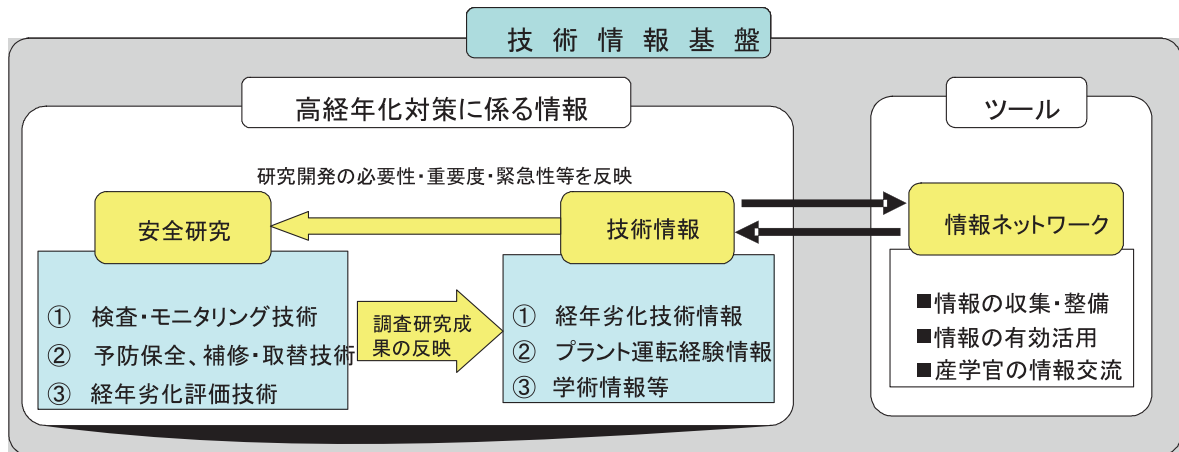 技術情報基盤
高経年化対策に係る情報
ツール
研究開発の必要性・重要度・緊急性等を反映
安全研究
技術情報
情報ネットワーク
① 検査・モニタリング技術
② 予防保全、補修・取替技術
③ 経年劣化評価技術
調査研究成
果の反映
① 経年劣化技術情報
② プラント運転経験情報
③ 学術情報等
■情報の収集・整備
■情報の有効活用
■産学官の情報交流